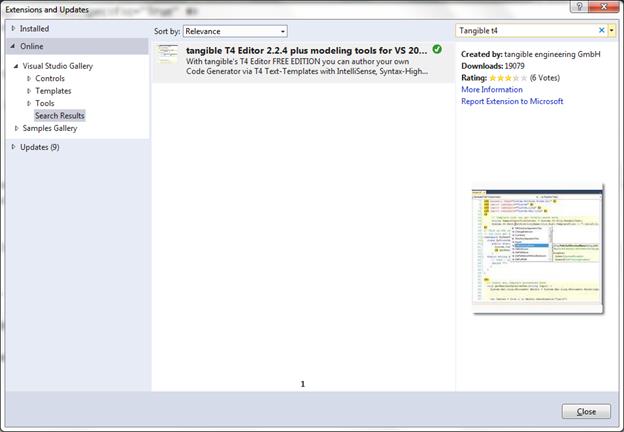 Extensions and Updates
Installed
Online
Visual Studio Gallery
Controls
Templates
Tools
Search Results
Samples Gallery
Updates (9)
Sort by: Relevance
tangible T4 Editor 2.2.4 plus modeling tools for VS 20...
With tangible's T4 Editor FREE EDITION you can author your own
Code Generator via T4 Text-Templates with IntelliSense, Syntax-High...
1
Tangible t4
Created by: tangible engineering GmbH
Downloads: 19079
Rating: (6 Votes)
More Information
Report Extension to Microsoft
Close